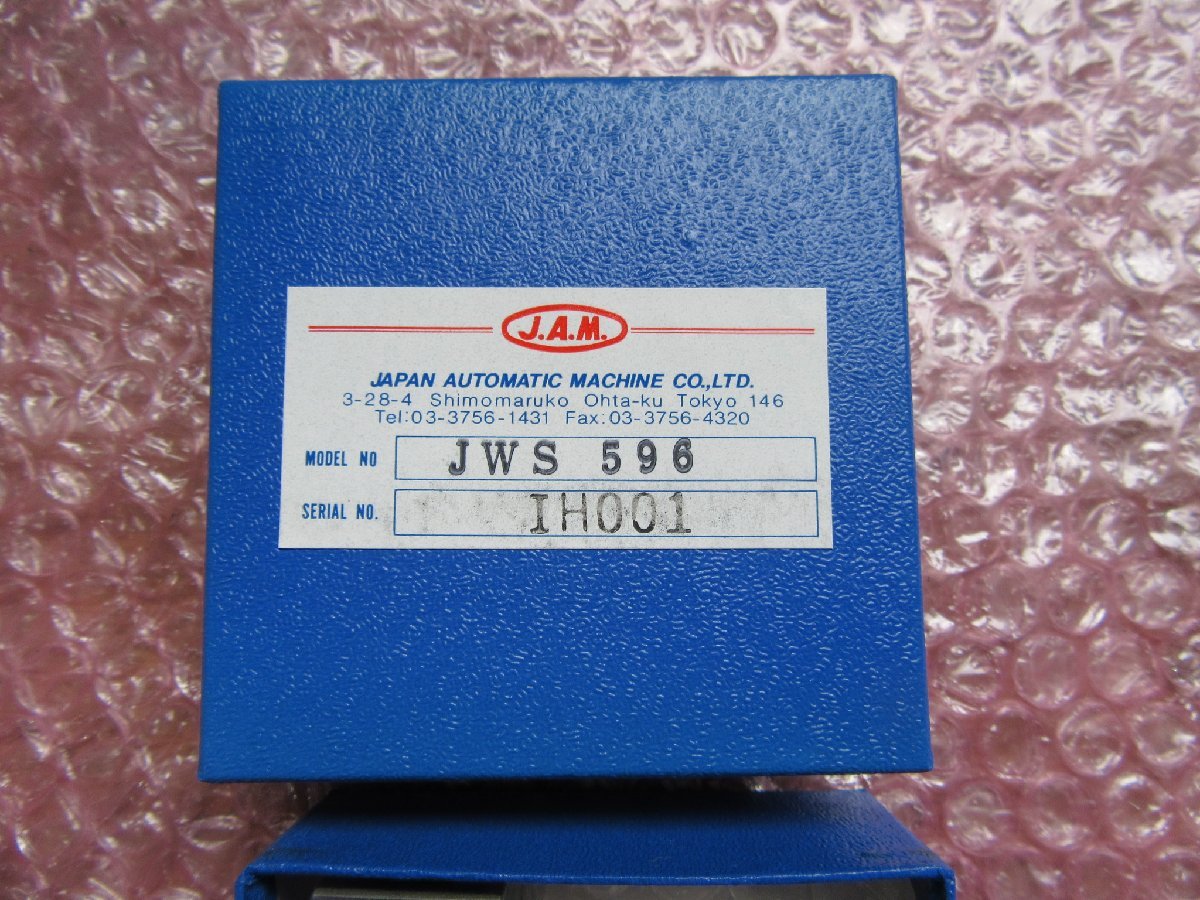 J.A.M.
JAPAN AUTOMATIC MACHINE CO.,LTD.
3-28-4 Shimomaruko Ohta-ku Tokyo 146
Tel:03-3756-1431 Fax:03-3756-4320
MODEL NO JWS 596
SERIAL NO. IH001